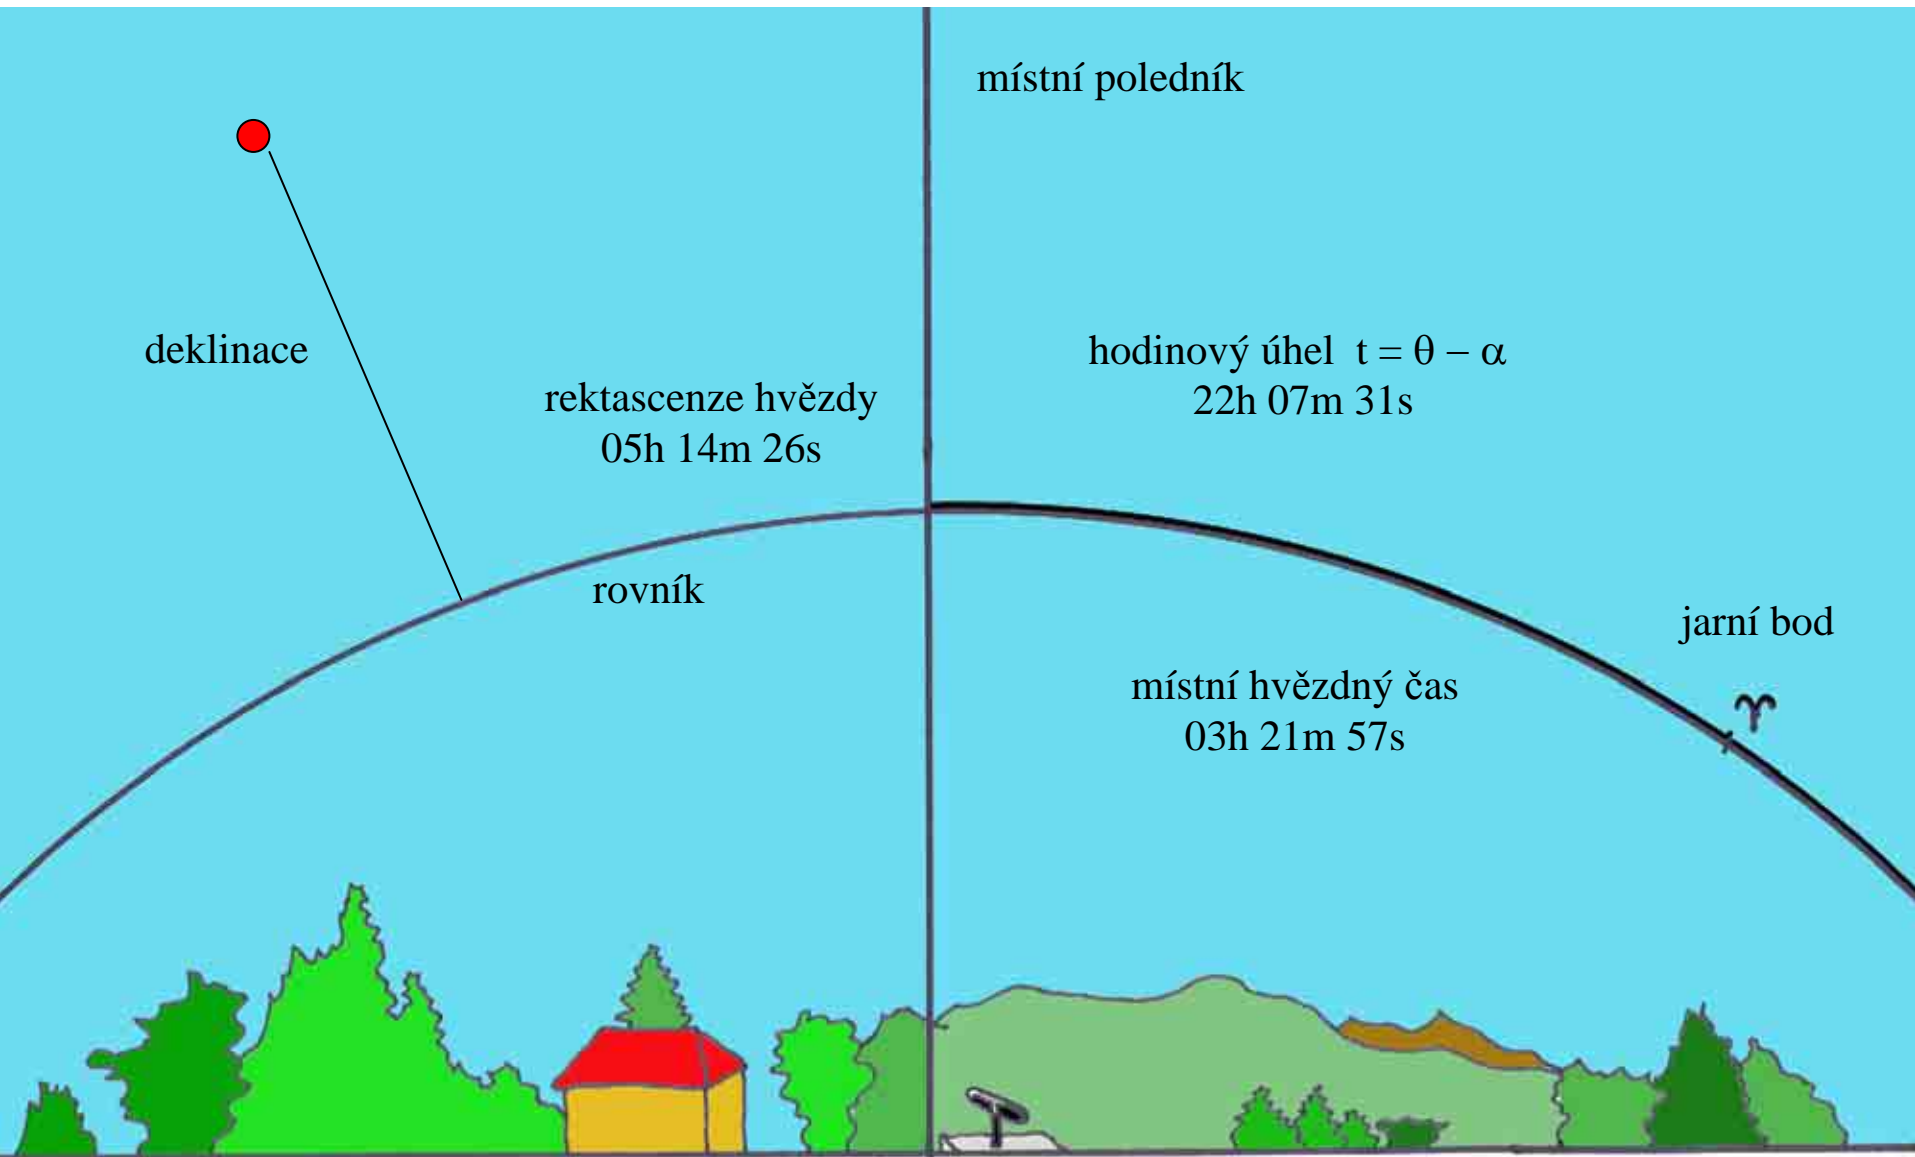 místní poledník
deklinace
rektascenze hvězdy
05h 14m 26s
hodinový úhel t = θ – α
22h 07m 31s
rovník
jarní bod
♈
místní hvězdný čas
03h 21m 57s